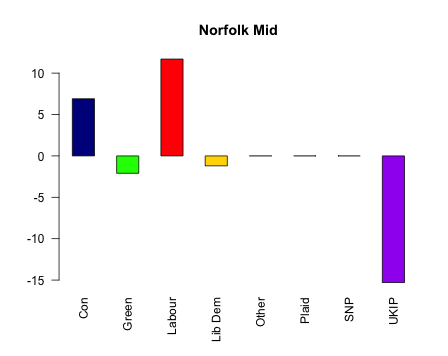 Norfolk Mid
10
5
0
-5
-10
-15
Con
Green
Labour
Lib Dem
Other
Plaid
SNP
UKIP